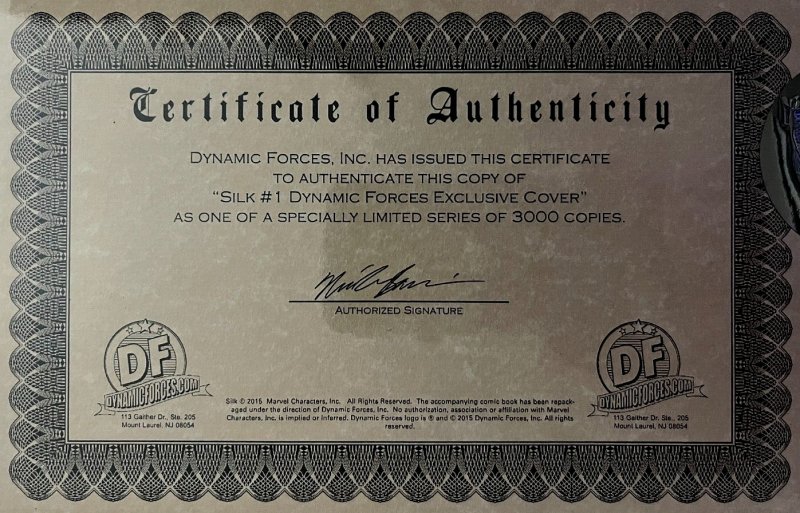 Certificate of Authenticity
DYNAMIC FORCES, INC. HAS ISSUED THIS CERTIFICATE
TO AUTHENTICATE THIS COPY OF
“SILK #1 DYNAMIC FORCES EXCLUSIVE COVER”
AS ONE OF A SPECIALLY LIMITED SERIES OF 3000 COPIES.
AUTHORIZED SIGNATURE
DF
DYNAMICFORCES.COM
113 Gaither Dr., Ste. 205
Mount Laurel, NJ 08054
Silk © 2015 Marvel Characters, Inc. All Rights Reserved. The accompanying comic book has been repack-
aged under the direction of Dynamic Forces, Inc. No authorization, association or affiliation with Marvel
Characters, Inc. is implied or inferred. Dynamic Forces logo is ® and © 2015 Dynamic Forces, Inc. All rights
reserved.
DF
DYNAMICFORCES.COM
113 Gaither Dr., Ste. 205
Mount Laurel, NJ 08054